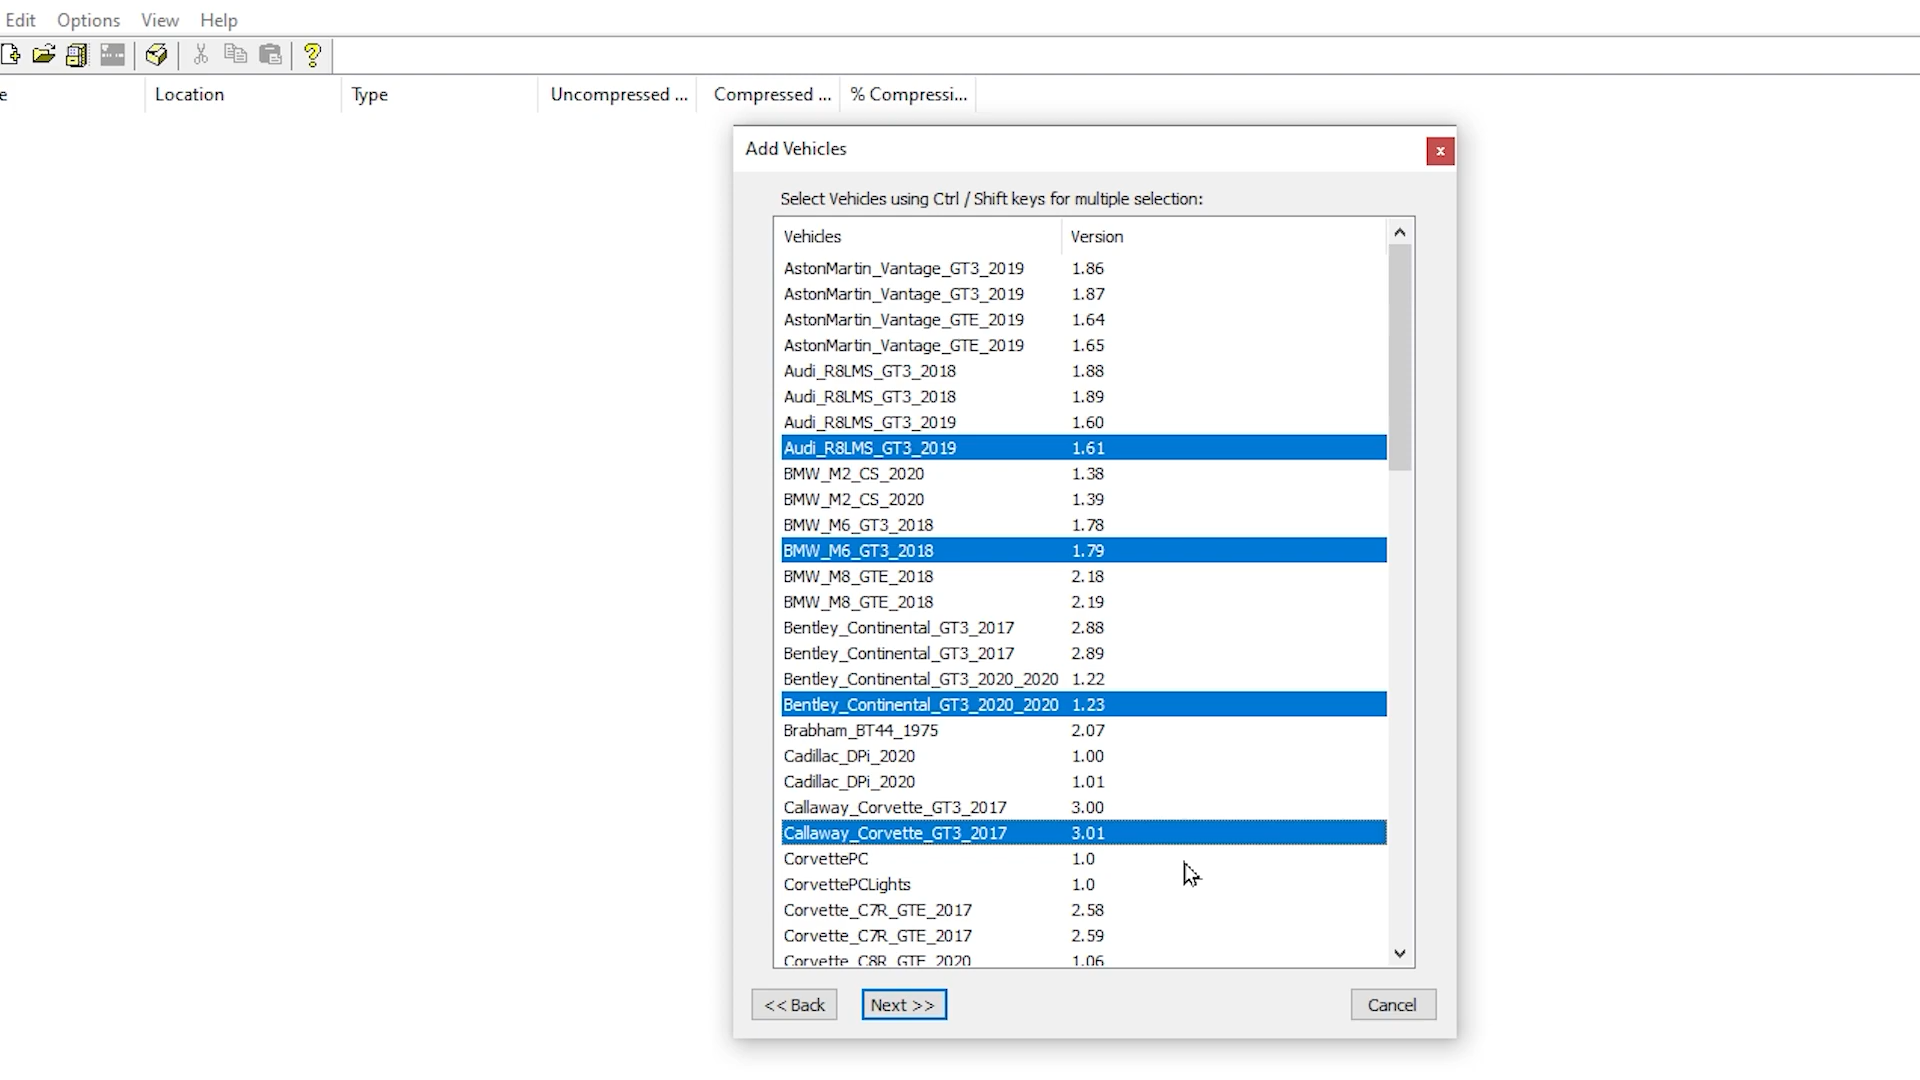 Edit Options View Help
e Location Type Uncompressed ... Compressed ... % Compressi...
Add Vehicles
x
Select Vehicles using Ctrl / Shift keys for multiple selection:
Vehicles Version
AstonMartin_Vantage_GT3_2019 1.86
AstonMartin_Vantage_GT3_2019 1.87
AstonMartin_Vantage_GTE_2019 1.64
AstonMartin_Vantage_GTE_2019 1.65
Audi_R8LMS_GT3_2018 1.88
Audi_R8LMS_GT3_2018 1.89
Audi_R8LMS_GT3_2019 1.60
Audi_R8LMS_GT3_2019 1.61
BMW_M2_CS_2020 1.38
BMW_M2_CS_2020 1.39
BMW_M6_GT3_2018 1.78
BMW_M6_GT3_2018 1.79
BMW_M8_GTE_2018 2.18
BMW_M8_GTE_2018 2.19
Bentley_Continental_GT3_2017 2.88
Bentley_Continental_GT3_2017 2.89
Bentley_Continental_GT3_2020_2020 1.22
Bentley_Continental_GT3_2020_2020 1.23
Brabham_BT44_1975 2.07
Cadillac_DPi_2020 1.00
Cadillac_DPi_2020 1.01
Callaway_Corvette_GT3_2017 3.00
Callaway_Corvette_GT3_2017 3.01
CorvettePC 1.0
CorvettePCLights 1.0
Corvette_C7R_GTE_2017 2.58
Corvette_C7R_GTE_2017 2.59
Corvette_C8R_GTE_2020 1.06
<< Back Next >> Cancel